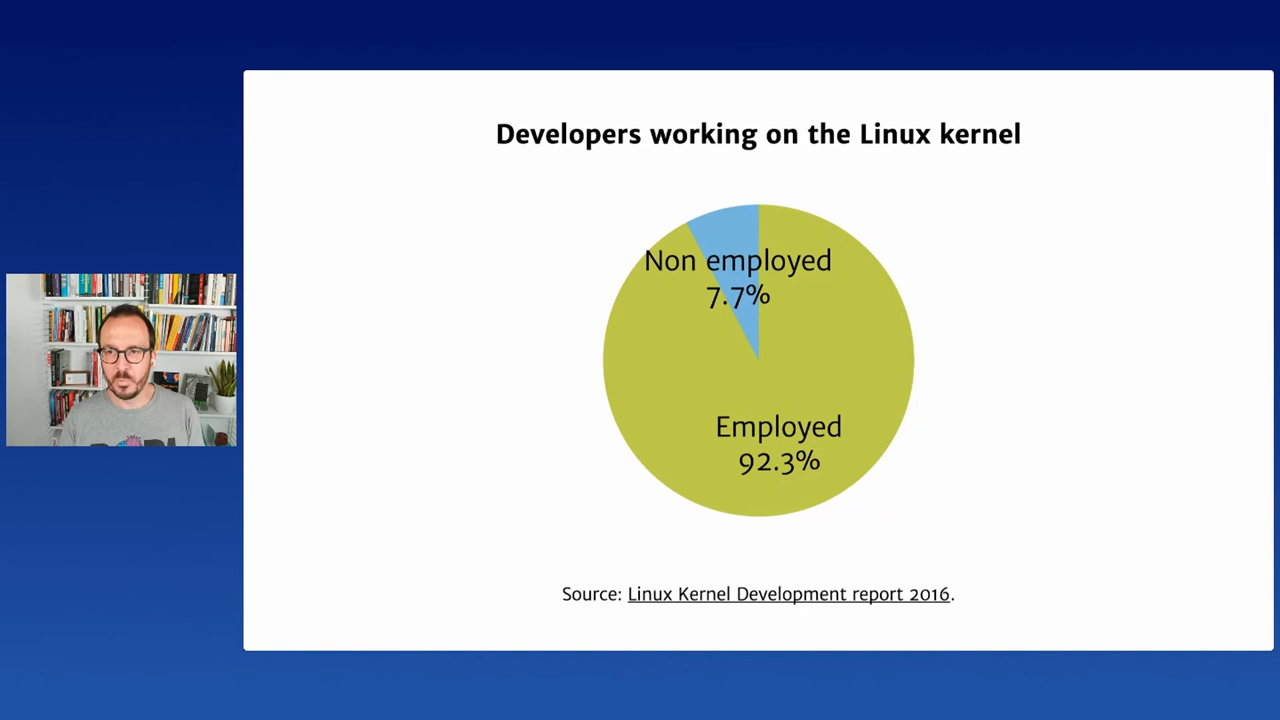 Developers working on the Linux kernel
Non employed
7.7%
Employed
92.3%
Source: Linux Kernel Development report 2016.